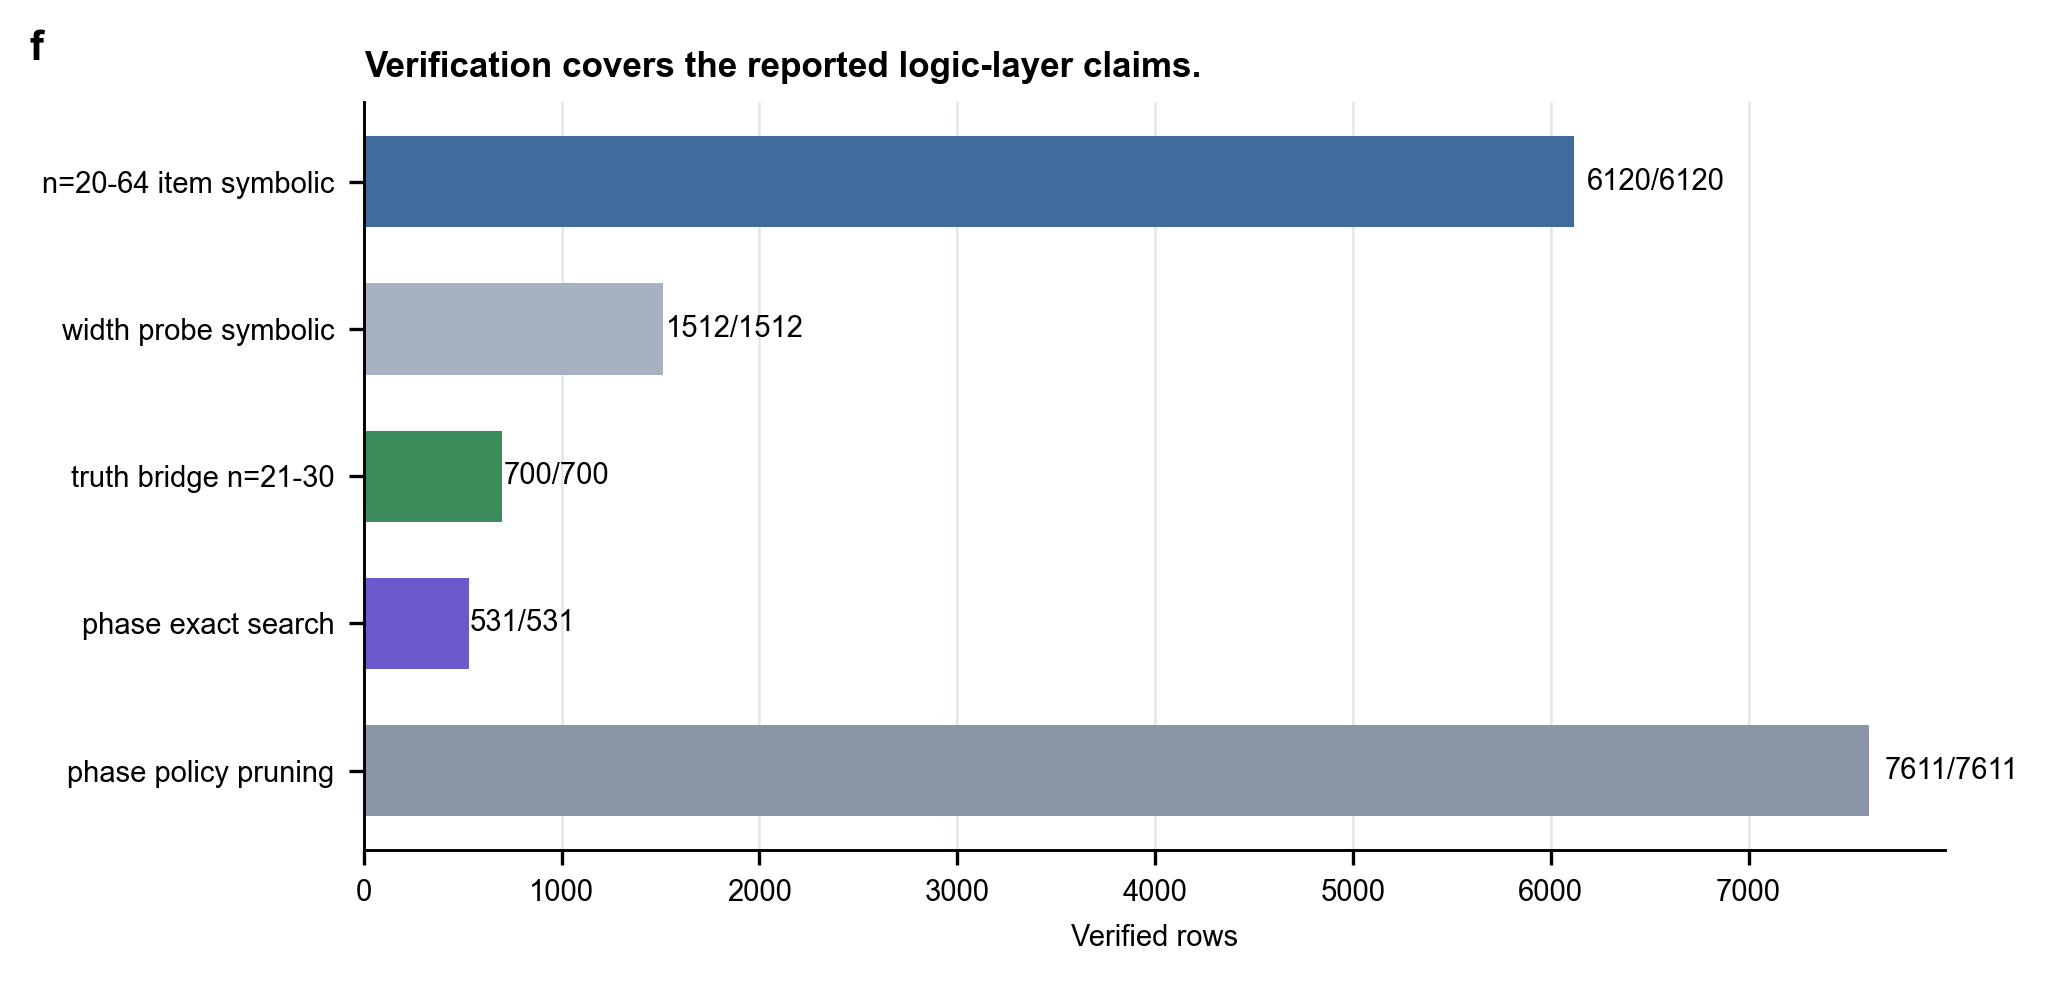 f
Verification covers the reported logic-layer claims.
n=20-64 item symbolic
6120/6120
width probe symbolic
1512/1512
truth bridge n=21-30
700/700
phase exact search
531/531
phase policy pruning
7611/7611
0 1000 2000 3000 4000 5000 6000 7000
Verified rows